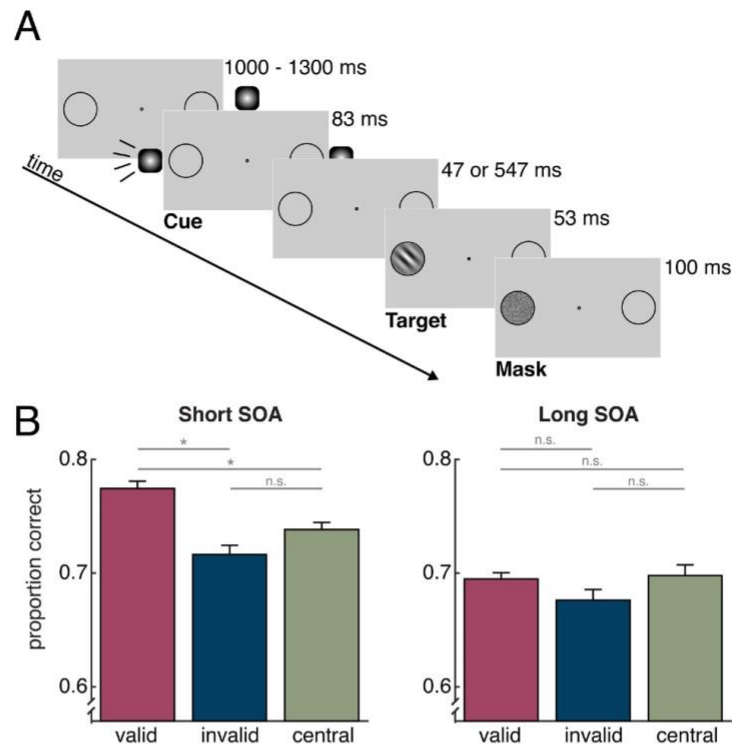 A
1000 - 1300 ms
83 ms
time
47 or 547 ms
Cue
53 ms
100 ms
Target
Mask
B
Short SOA
Long SOA
*
n.s.
0.8
*
n.s.
0.8
n.s.
n.s.
proportion correct
0.7
0.7
0.6
0.6
valid
invalid
central
valid
invalid
central